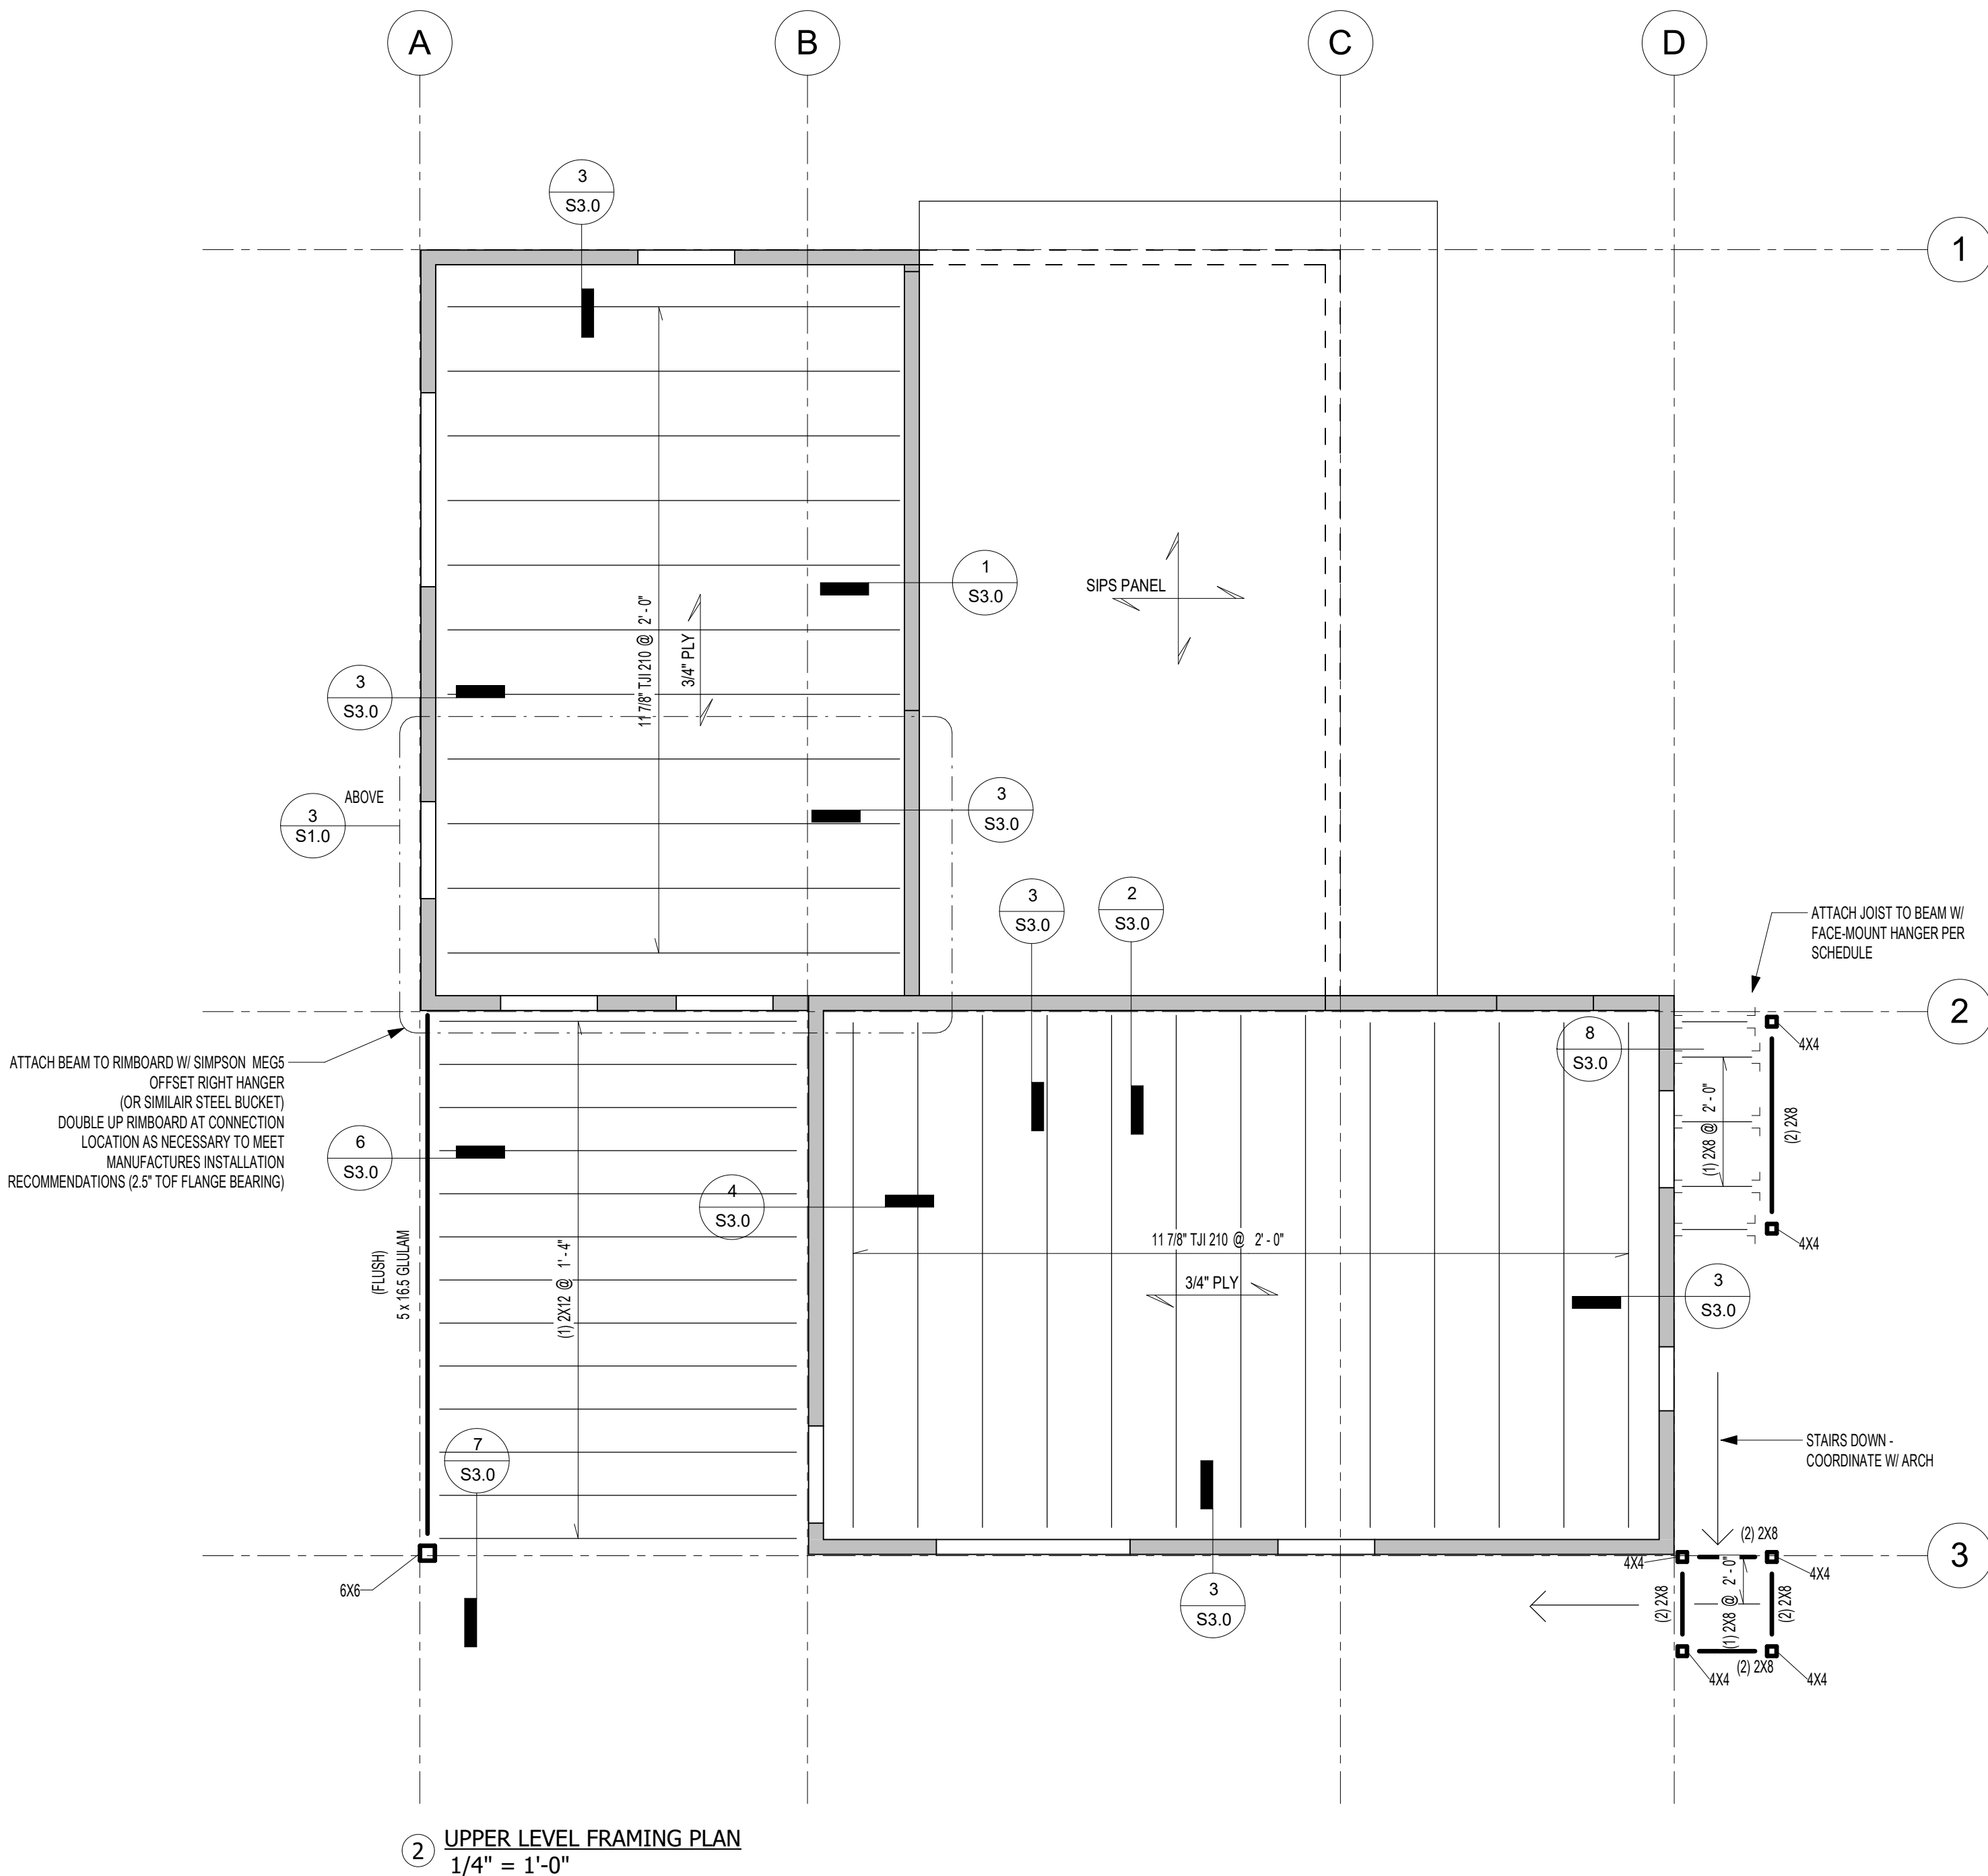 A
B
C
D
3
S3.0
1
1
S3.0
SIPS PANEL
11 7/8" TJI 210 @ 2' - 0"
3/4" PLY
3
S3.0
ABOVE
3
S1.0
3
S3.0
3
S3.0
2
S3.0
ATTACH JOIST TO BEAM W/
FACE-MOUNT HANGER PER
SCHEDULE
2
8
S3.0
4X4
ATTACH BEAM TO RIMBOARD W/ SIMPSON MEG5
OFFSET RIGHT HANGER
(OR SIMILAIR STEEL BUCKET)
DOUBLE UP RIMBOARD AT CONNECTION
LOCATION AS NECESSARY TO MEET
MANUFACTURES INSTALLATION
RECOMMENDATIONS (2.5" TOF FLANGE BEARING)
6
S3.0
4
S3.0
(1) 2X8 @ 2' - 0"
(2) 2X8
4X4
(FLUSH)
5 x 16.5 GLULAM
(1) 2X12 @ 1' - 4"
11 7/8" TJI 210 @ 2' - 0"
3/4" PLY
3
S3.0
STAIRS DOWN -
COORDINATE W/ ARCH
7
S3.0
6X6
3
S3.0
3
(2) 2X8
4X4
4X4
(2) 2X8
(1) 2X8 @ 2' - 0"
(2) 2X8
(2) 2X8
4X4
4X4
2
UPPER LEVEL FRAMING PLAN
1/4" = 1'-0"